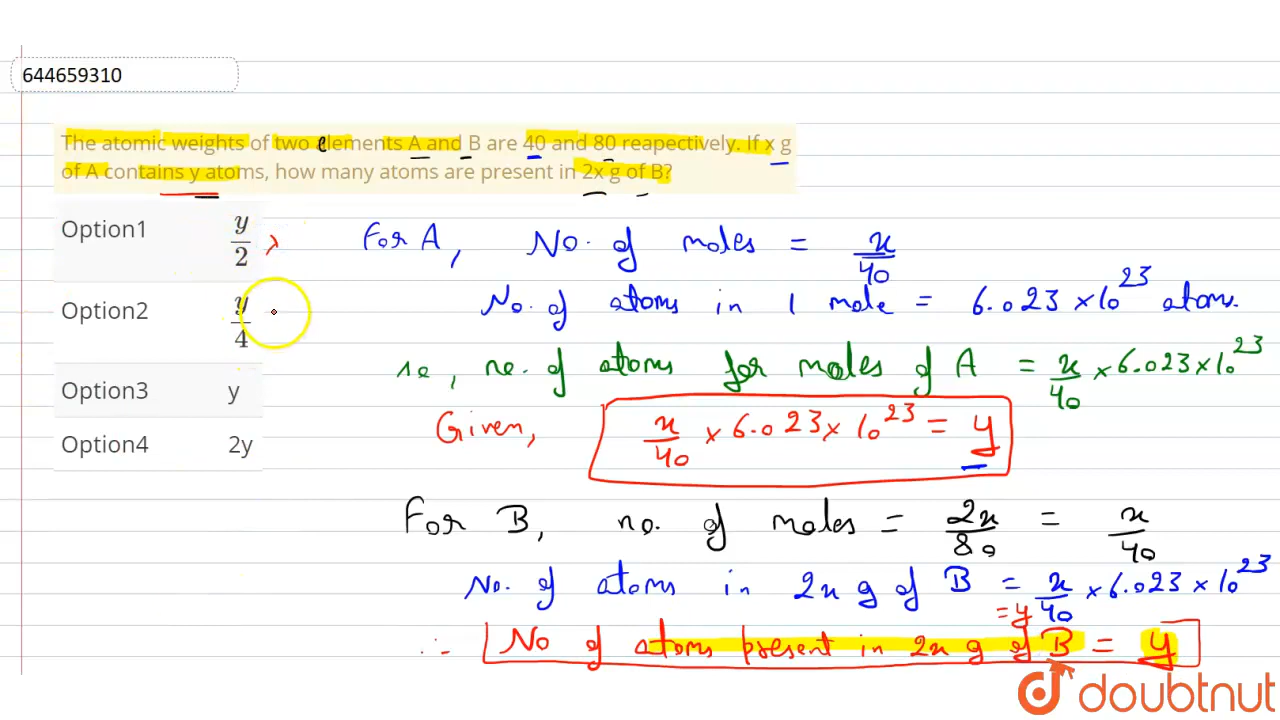 644659310
The atomic weights of two elements A and B are 40 and 80 reapectively. If x g
of A contains y atoms, how many atoms are present in 2x g of B?
Option1 y/2
Option2 y/4
Option3 y
Option4 2y
For A, No. of moles = x/40
No. of atoms in 1 mole = 6.023 × 10^23 atoms.
ie, no. of atoms for moles of A = x/40 × 6.023 × 10^23
Given, x/40 × 6.023 × 10^23 = y
For B, no. of moles = 2x/80 = x/40
No. of atoms in 2x g of B = x/40 × 6.023 × 10^23
= y
∴ No of atoms present in 2x g of B = y
doubtnut